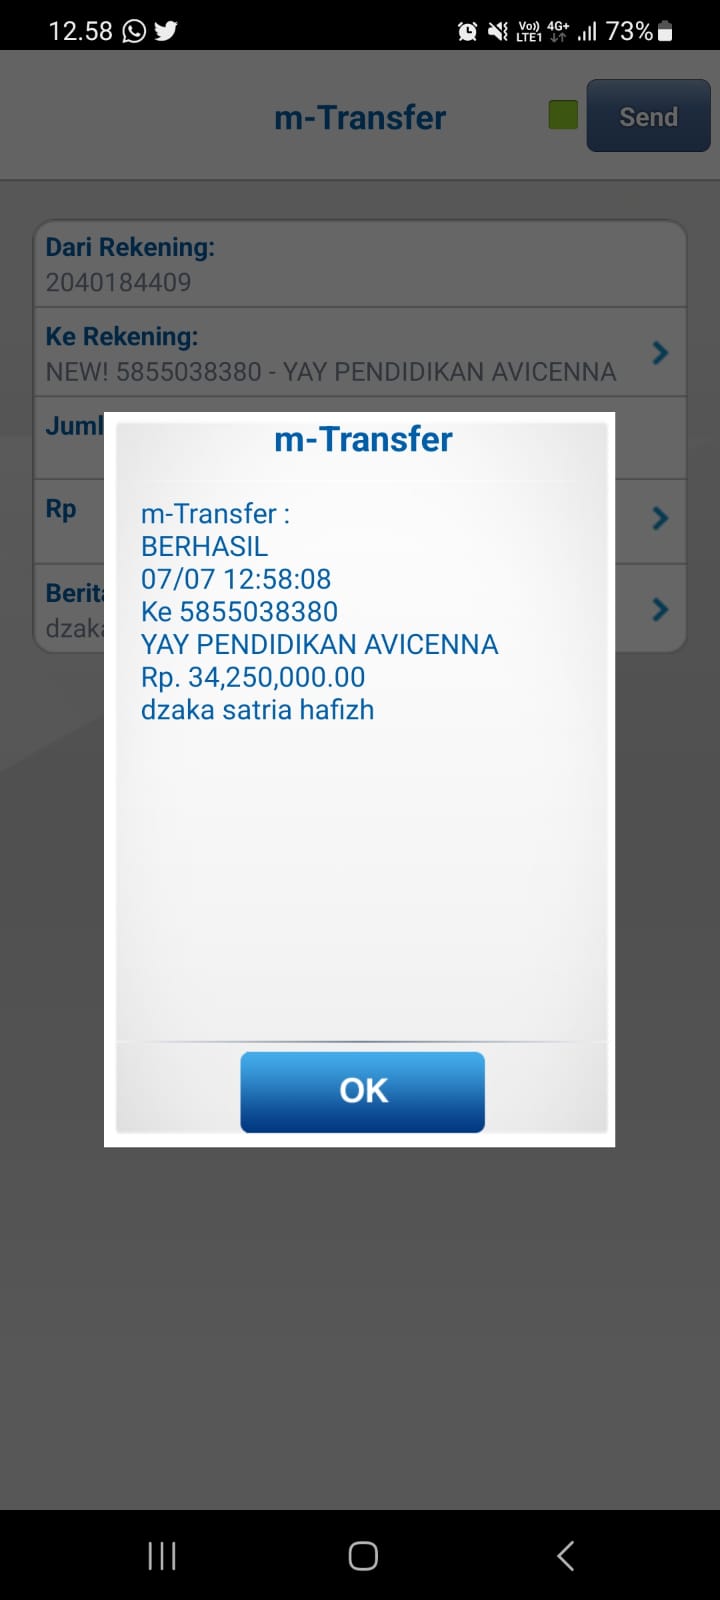 12.58
Vo)) 4G+
LTE1
73%
m-Transfer
Send
Dari Rekening:
2040184409
Ke Rekening:
NEW! 5855038380 - YAY PENDIDIKAN AVICENNA
Juml
Rp
Berita
dzaka
m-Transfer
m-Transfer :
BERHASIL
07/07 12:58:08
Ke 5855038380
YAY PENDIDIKAN AVICENNA
Rp. 34,250,000.00
dzaka satria hafizh
OK